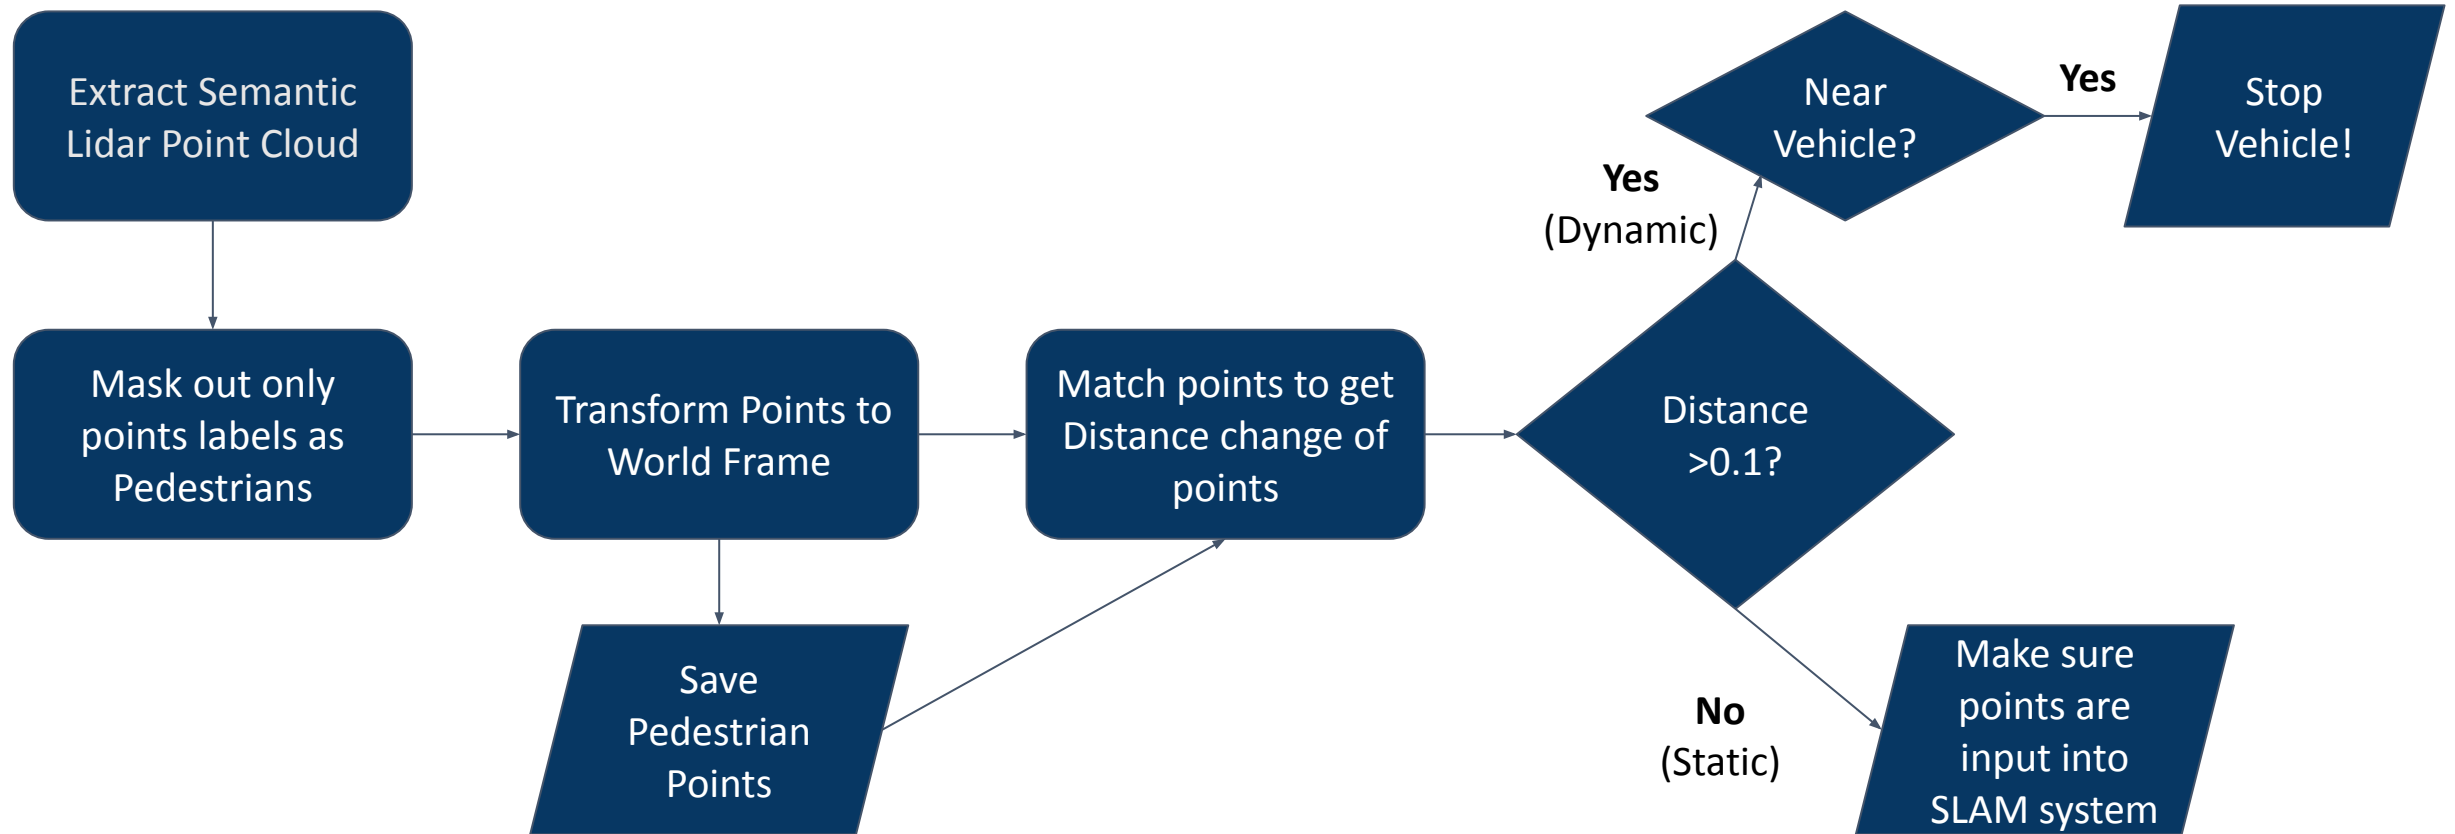 Extract Semantic
Lidar Point Cloud
Mask out only
points labels as
Pedestrians
Transform Points to
World Frame
Save
Pedestrian
Points
Match points to get
Distance change of
points
Distance
>0.1?
Yes
(Dynamic)
Near
Vehicle?
Yes
Stop
Vehicle!
No
(Static)
Make sure
points are
input into
SLAM system